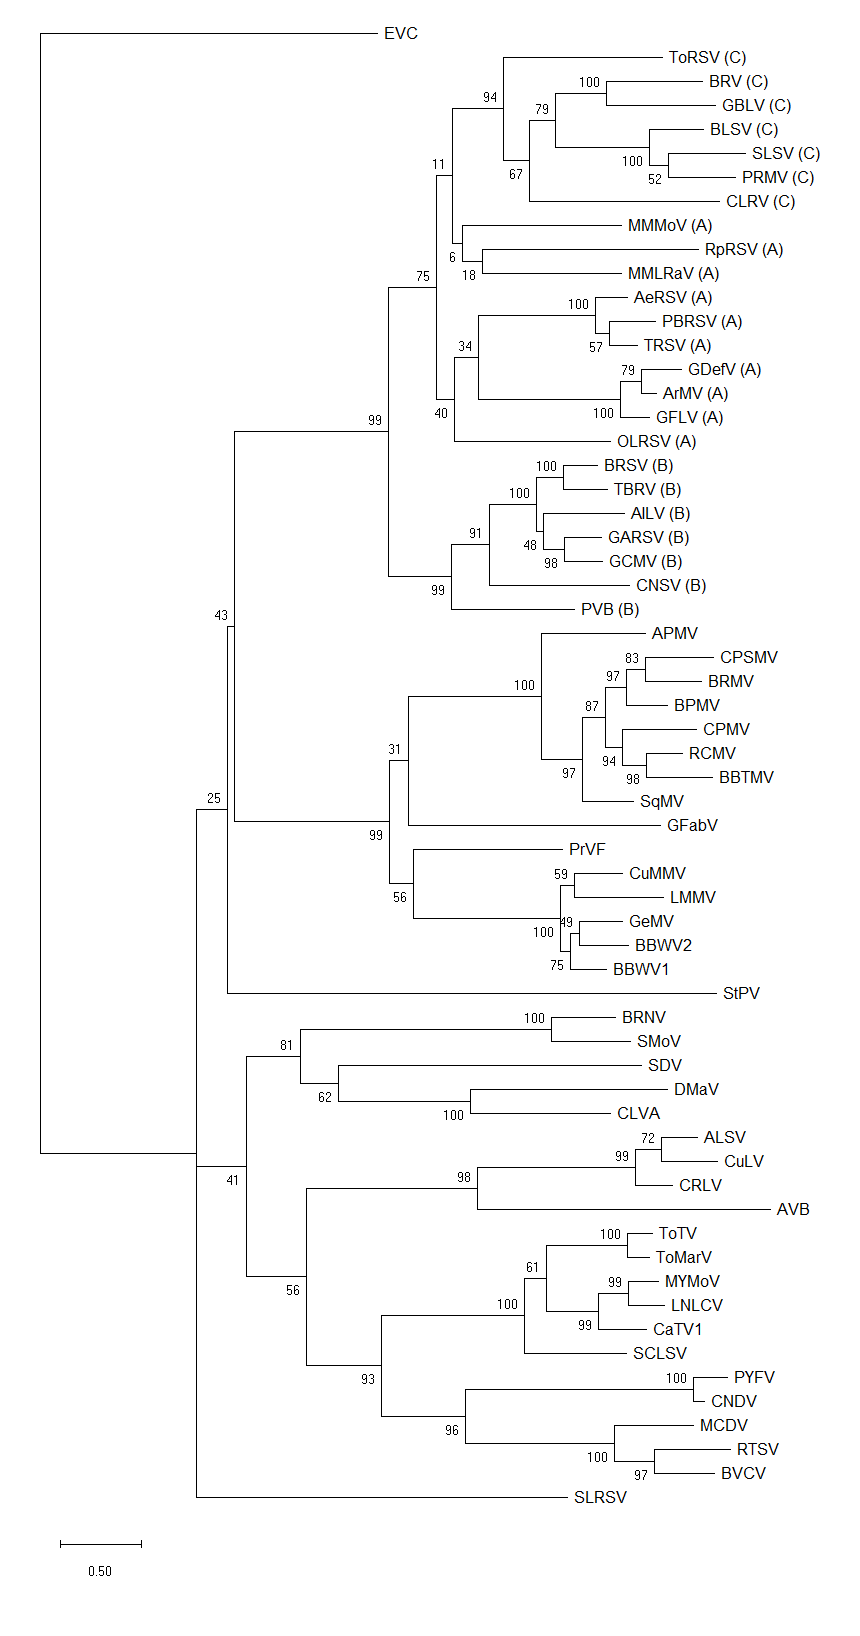 EVC
ToRSV (C)
100 BRV (C)
94
GBLV (C)
79
BLSV (C)
SLSV (C)
100
11
PRMV (C)
67 52
CLRV (C)
MMMoV (A)
RpRSV (A)
6
MMLRaV (A)
18
75
AeRSV (A)
100
PBRSV (A)
TRSV (A)
34 57
GDefV (A)
79
ArMV (A)
40 100
GFLV (A)
99
OLRSV (A)
BRSV (B)
100
TBRV (B)
100
AILV (B)
91
GARSV (B)
48
GCMV (B)
98
CNSV (B)
99
PVB (B)
43
APMV
CPSMV
83
BRMV
97
100
BPMV
87
CPMV
31
RCMV
94
BBTMV
97 98
25
SqMV
GFabV
99
PrVF
CuMMV
59
LMMV
56
GeMV
49
100
BBWV2
BBWV1
75
StPV
BRNV
100
SMoV
81
SDV
DMaV
62
CLVA
100
ALSV
72
CuLV
99
CRLV
41 98
AVB
ToTV
100
ToMarV
61
MYMoV
99
56
LNLCV
100
CaTV1
99
SCLSV
PYFV
93 100
CNDV
MCDV
96
RTSV
100
BVCV
97
SLRSV
0.50